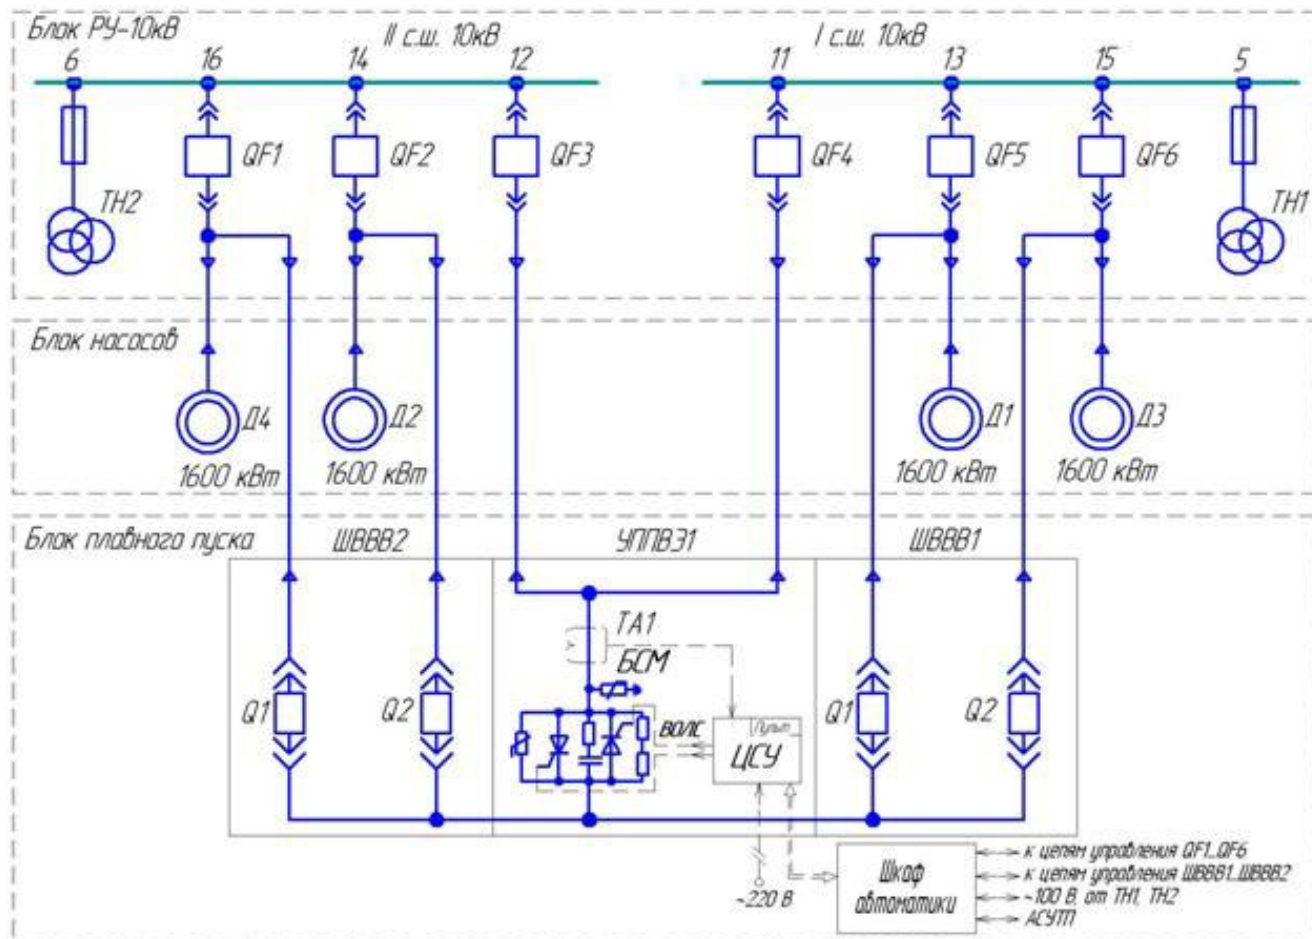 Блок РУ-10кВ
II с.ш. 10кВ
I с.ш. 10кВ
6
16
14
12
11
13
15
5
QF1
QF2
QF3
QF4
QF5
QF6
ТН2
ТН1
Блок насосов
Д4
Д2
Д1
Д3
1600 кВт
1600 кВт
1600 кВт
1600 кВт
Блок плавного пуска
ШВВВ2
УППВЭ1
ШВВВ1
ТА1
БСМ
Q1
Q2
ВОЛС
Пульт
ЦСУ
Q1
Q2
~220 В
Шкаф
автоматики
к цепям управления QF1...QF6
к цепям управления ШВВВ1...ШВВВ2
~100 В, от ТН1, ТН2
АСУТП